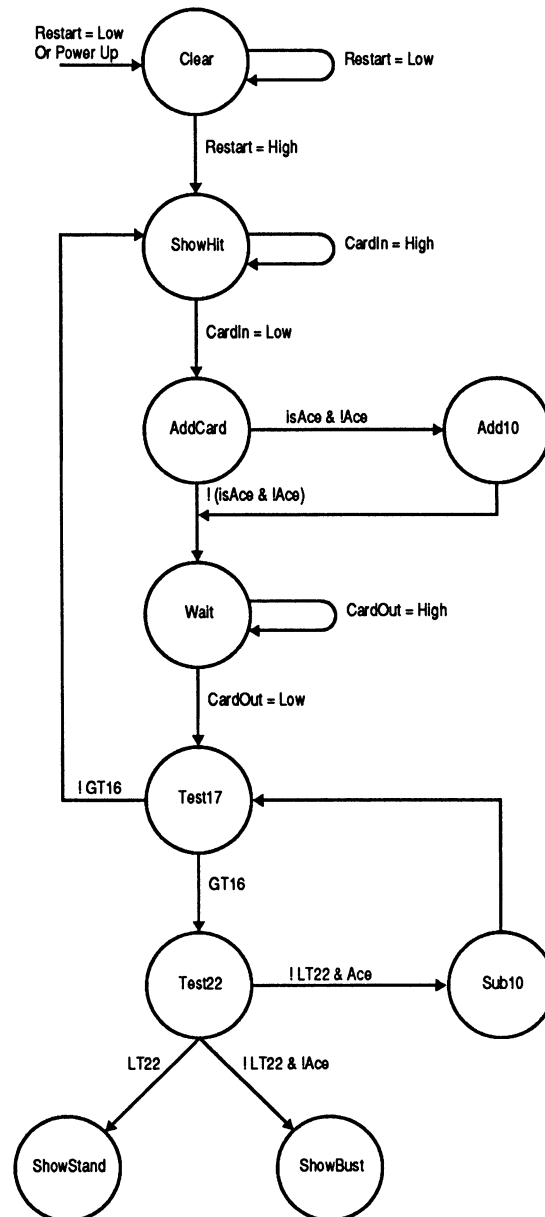 Restart = Low
Or Power Up
Clear
Restart = Low
Restart = High
ShowHit
CardIn = High
CardIn = Low
AddCard
isAce & !Ace
Add10
! (isAce & !Ace)
Wait
CardOut = High
CardOut = Low
! GT16
Test17
GT16
Test22
! LT22 & Ace
Sub10
LT22
! LT22 & !Ace
ShowStand
ShowBust